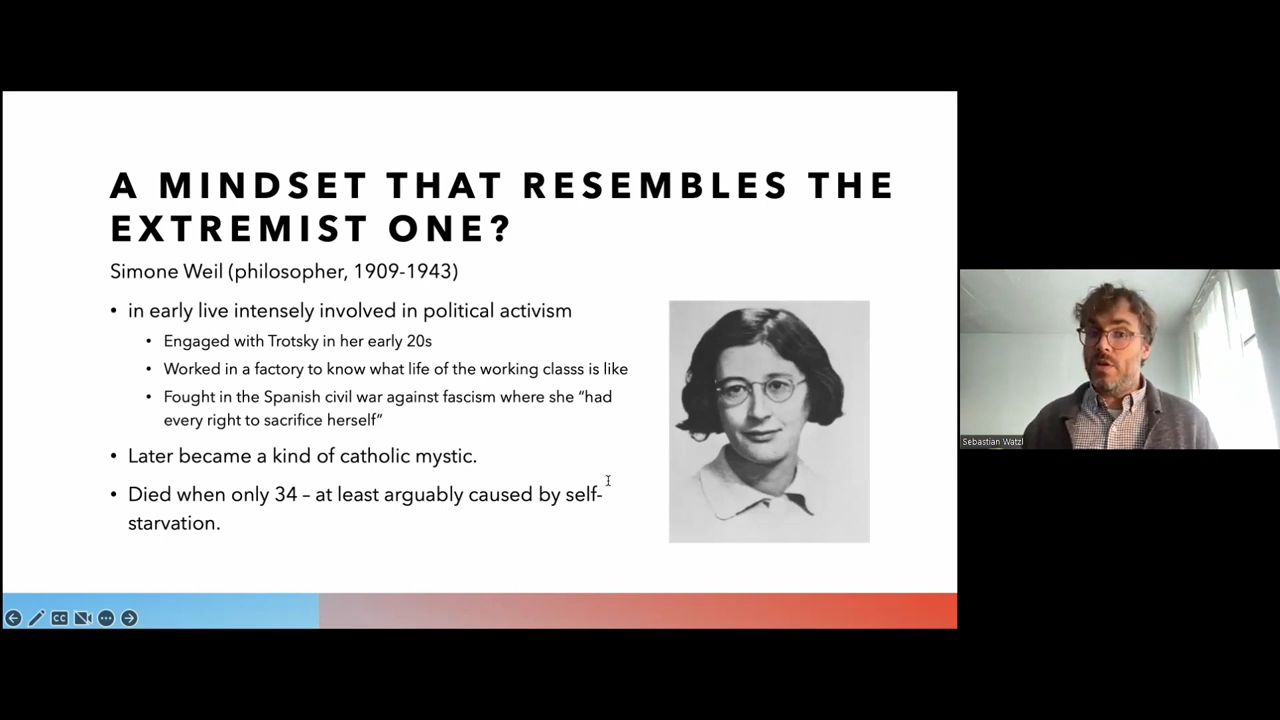 A MINDSET THAT RESEMBLES THE
EXTREMIST ONE?
Simone Weil (philosopher, 1909-1943)
• in early live intensely involved in political activism
• Engaged with Trotsky in her early 20s
• Worked in a factory to know what life of the working classs is like
• Fought in the Spanish civil war against fascism where she “had
every right to sacrifice herself”
• Later became a kind of catholic mystic.
• Died when only 34 – at least arguably caused by self-
starvation.
CC
Sebastian Watzl